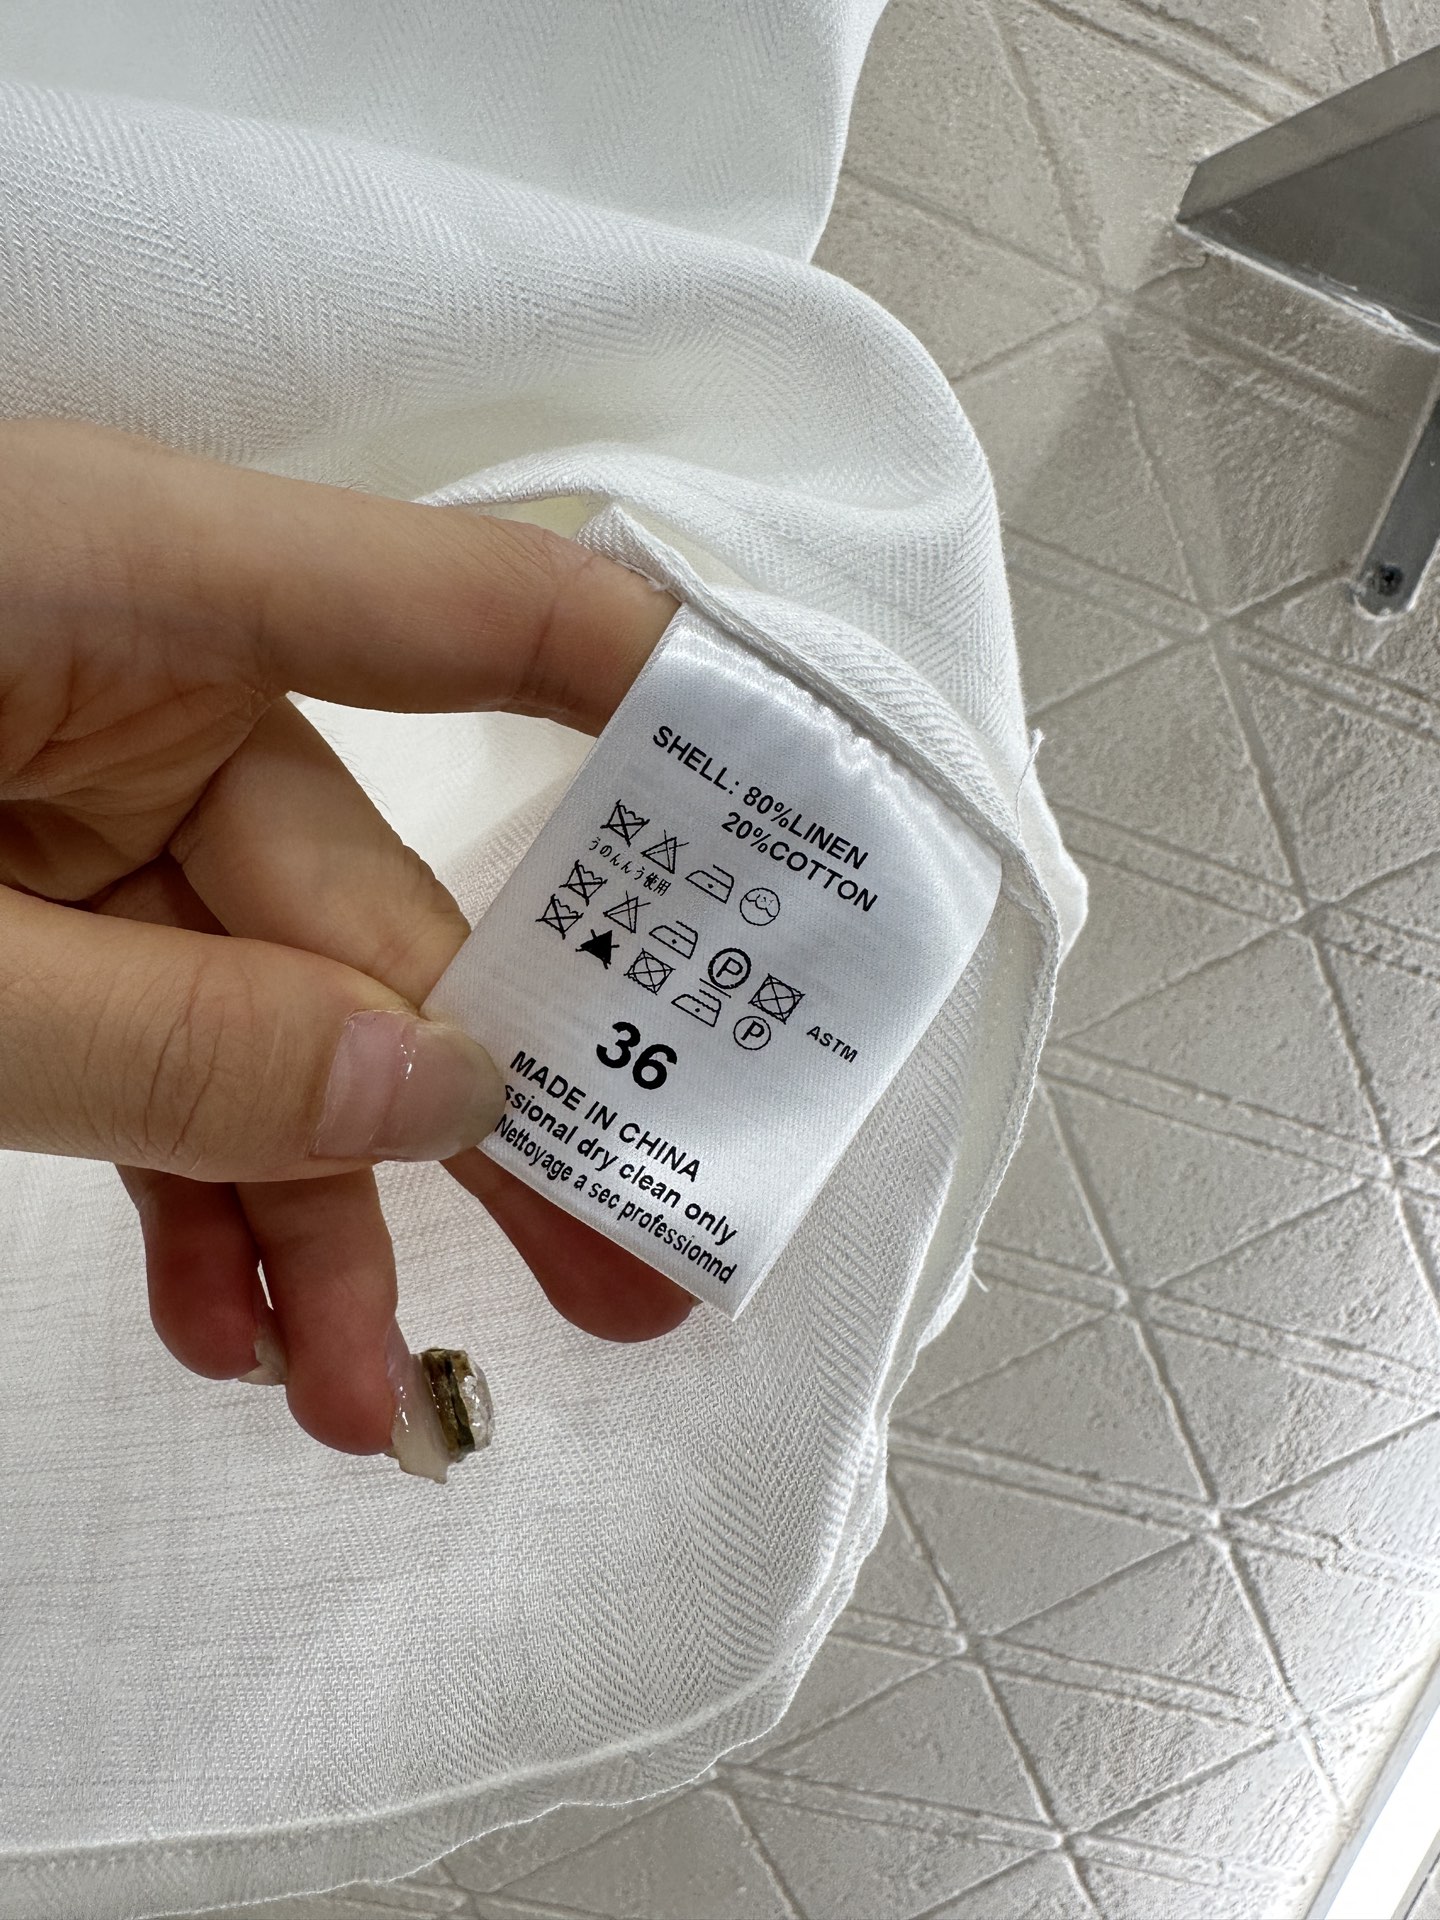 SHELL: 80%LINEN
20%COTTON
うのんんう使用
P
P
ASTM
36
MADE IN CHINA
ssional dry clean only
Nettoyage a sec professionnd